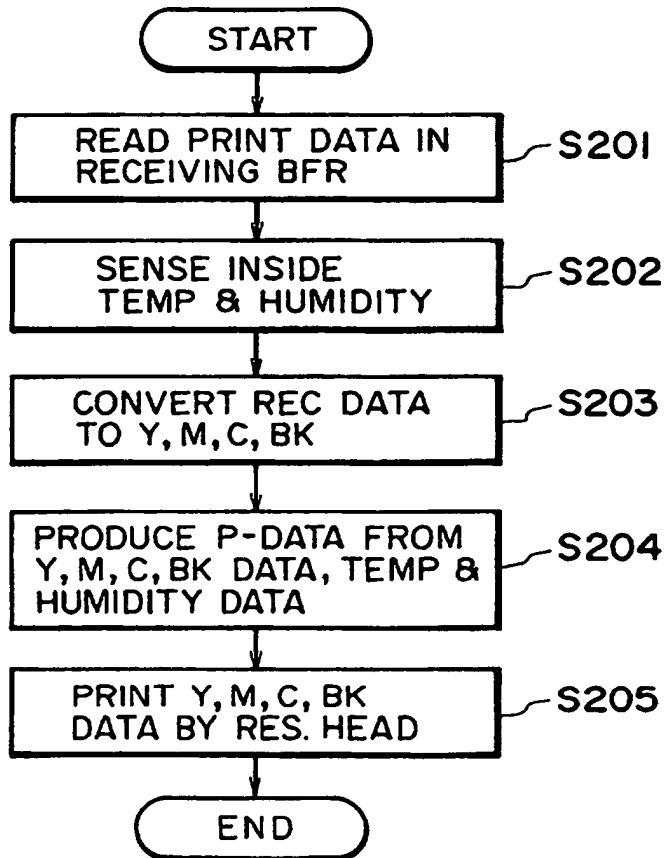 START
READ PRINT DATA IN
RECEIVING BFR
S201
SENSE INSIDE
TEMP & HUMIDITY
S202
CONVERT REC DATA
TO Y, M, C, BK
S203
PRODUCE P-DATA FROM
Y, M, C, BK DATA, TEMP &
HUMIDITY DATA
S204
PRINT Y, M, C, BK
DATA BY RES. HEAD
S205
END